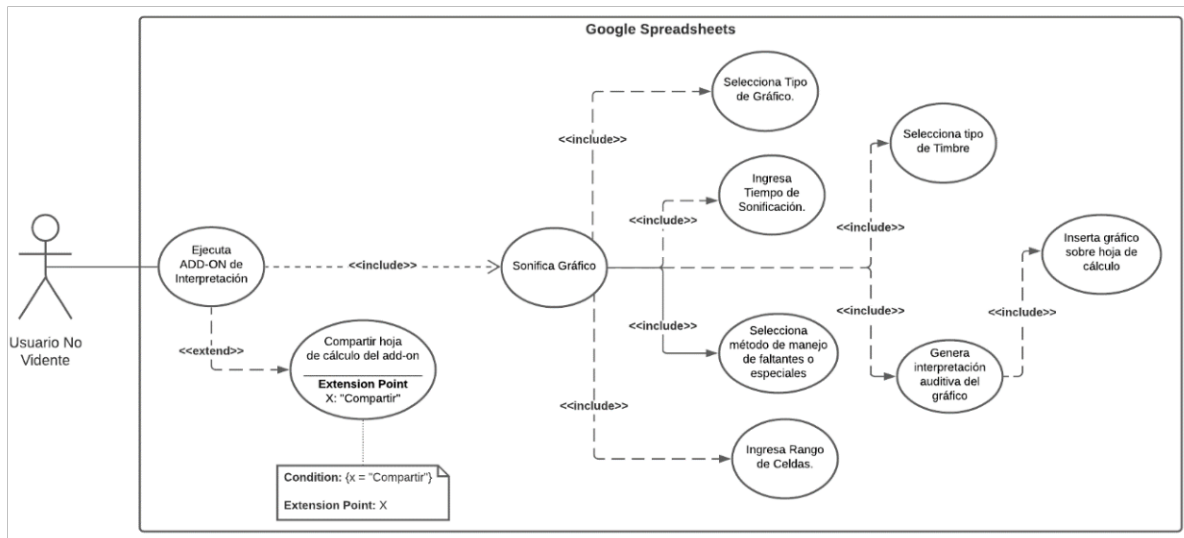 Google Spreadsheets
Selecciona Tipo
de Gráfico.
<<include>>
Selecciona tipo
de Timbre
Ingresa
Tiempo de
Sonificación.
<<include>>
<<include>>
Inserta gráfico
sobre hoja de
cálculo
Ejecuta
ADD-ON de
Interpretación
<<include>>
Sonifica Gráfico
Usuario No
Vidente
<<extend>>
Compartir hoja
de cálculo del add-on
Extension Point
X: "Compartir"
<<include>>
Selecciona
método de manejo
de faltantes o
especiales
<<include>>
Genera
interpretación
auditiva del
gráfico
<<include>>
<<include>>
Ingresa Rango
de Celdas.
Condition: {x = "Compartir"}
Extension Point: X